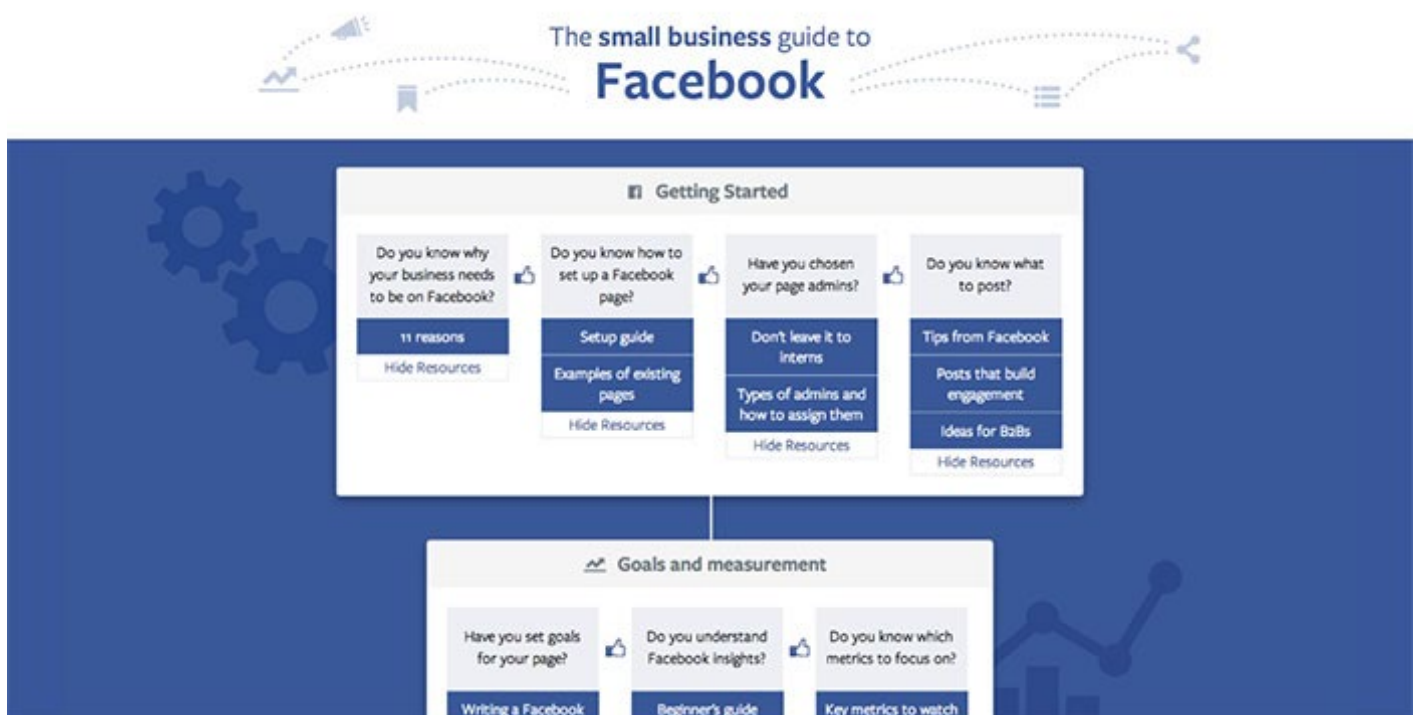 The small business guide to
Facebook
Getting Started
Do you know why
your business needs
to be on Facebook?
11 reasons
Hide Resources
Do you know how to
set up a Facebook
page?
Setup guide
Examples of existing
pages
Hide Resources
Have you chosen
your page admins?
Don't leave it to
interns
Types of admins and
how to assign them
Hide Resources
Do you know what
to post?
Tips from Facebook
Posts that build
engagement
Ideas for B2Bs
Hide Resources
Goals and measurement
Have you set goals
for your page?
Writing a Facebook
Do you understand
Facebook insights?
Beginner's guide
Do you know which
metrics to focus on?
Key metrics to watch